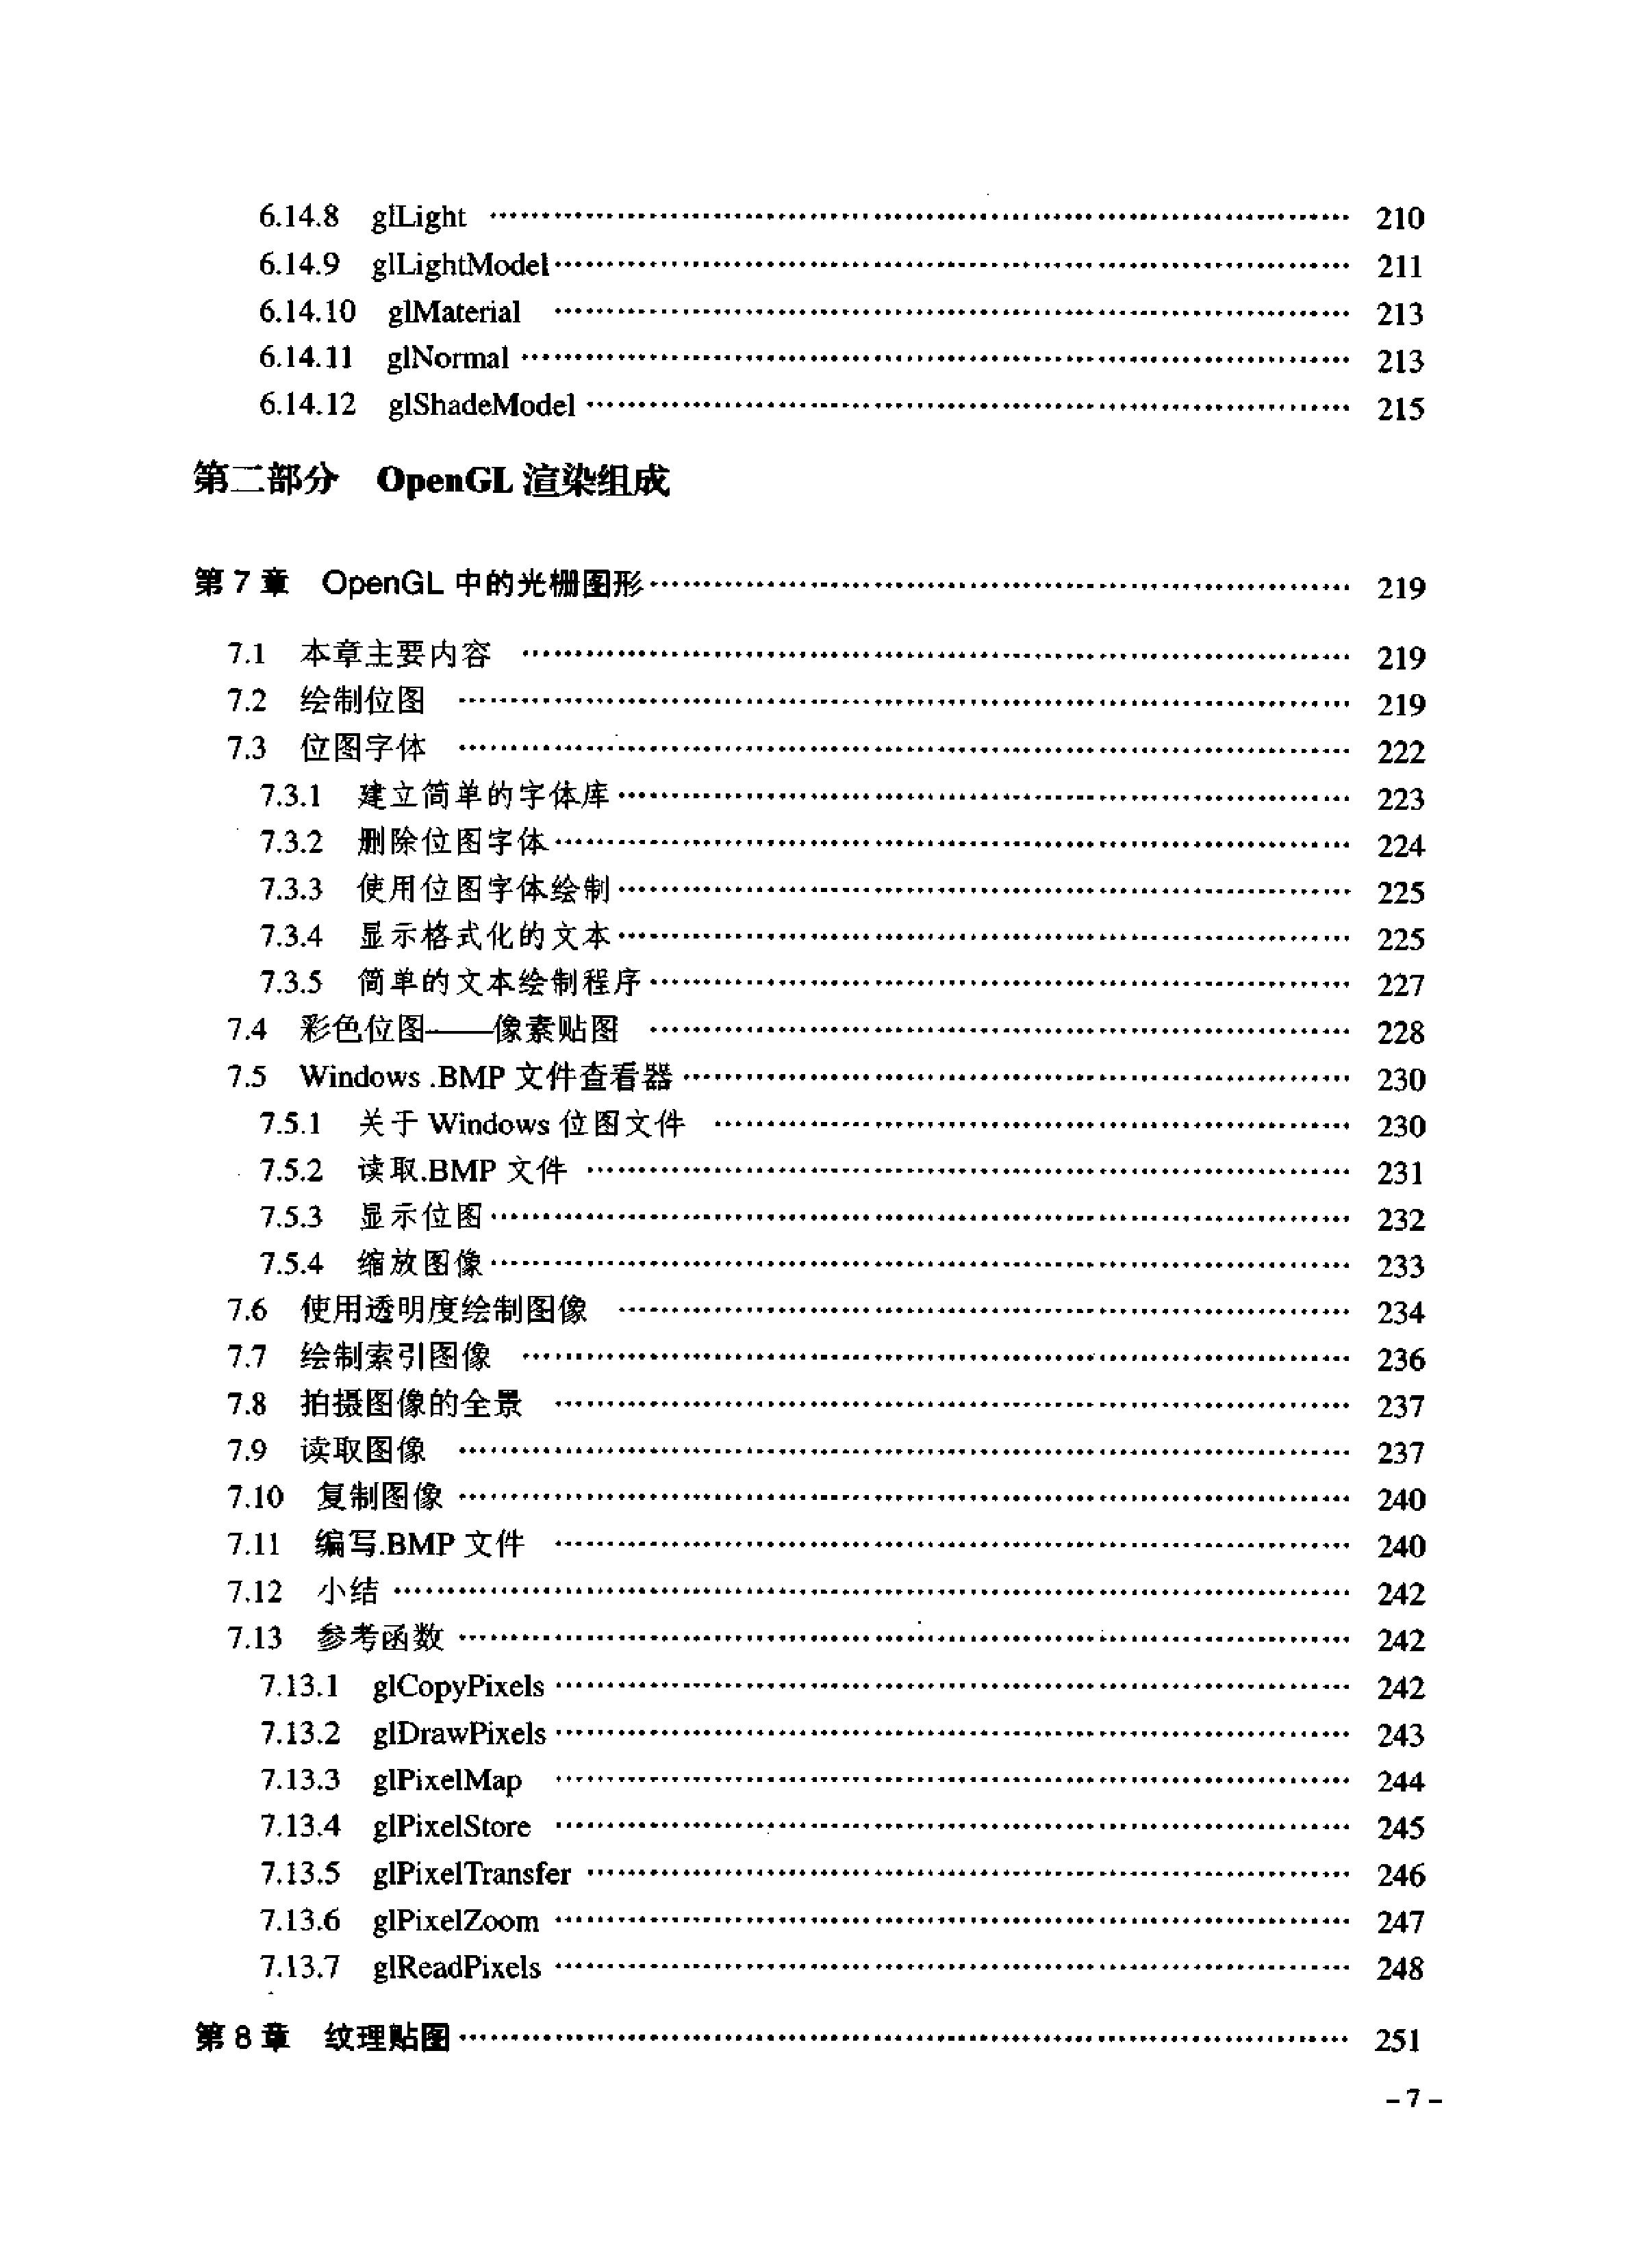 6.14.8 glLight ······ 210
6.14.9 glLightModel ······ 211
6.14.10 glMaterial ······ 213
6.14.11 glNormal ······ 213
6.14.12 glShadeModel ······ 215
第二部分 OpenGL 渲染组成
第 7 章 OpenGL 中的光栅图形 ······ 219
7.1 本章主要内容 ······ 219
7.2 绘制位图 ······ 219
7.3 位图字体 ······ 222
7.3.1 建立简单的字体库 ······ 223
7.3.2 删除位图字体 ······ 224
7.3.3 使用位图字体绘制 ······ 225
7.3.4 显示格式化的文本 ······ 225
7.3.5 简单的文本绘制程序 ······ 227
7.4 彩色位图——像素贴图 ······ 228
7.5 Windows .BMP 文件查看器 ······ 230
7.5.1 关于 Windows 位图文件 ······ 230
7.5.2 读取.BMP 文件 ······ 231
7.5.3 显示位图 ······ 232
7.5.4 缩放图像 ······ 233
7.6 使用透明度绘制图像 ······ 234
7.7 绘制索引图像 ······ 236
7.8 拍摄图像的全景 ······ 237
7.9 读取图像 ······ 237
7.10 复制图像 ······ 240
7.11 编写.BMP 文件 ······ 240
7.12 小结 ······ 242
7.13 参考函数 ······ 242
7.13.1 glCopyPixels ······ 242
7.13.2 glDrawPixels ······ 243
7.13.3 glPixelMap ······ 244
7.13.4 glPixelStore ······ 245
7.13.5 glPixelTransfer ······ 246
7.13.6 glPixelZoom ······ 247
7.13.7 glReadPixels ······ 248
第 8 章 纹理贴图 ······ 251
– 7 –